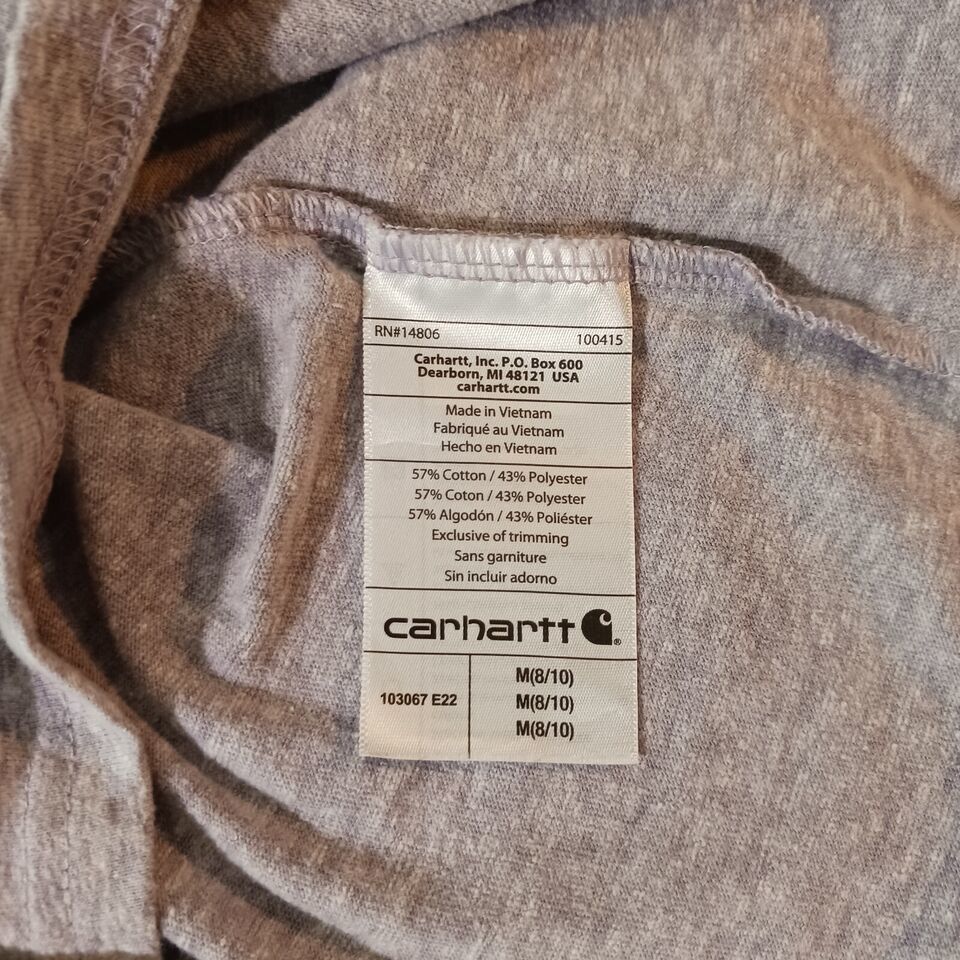 RN#14806 100415
Carhartt, Inc. P.O. Box 600
Dearborn, MI 48121 USA
carhartt.com
Made in Vietnam
Fabriqué au Vietnam
Hecho en Vietnam
57% Cotton / 43% Polyester
57% Coton / 43% Polyester
57% Algodón / 43% Poliéster
Exclusive of trimming
Sans garniture
Sin incluir adorno
carhartt ®
103067 E22
M(8/10)
M(8/10)
M(8/10)